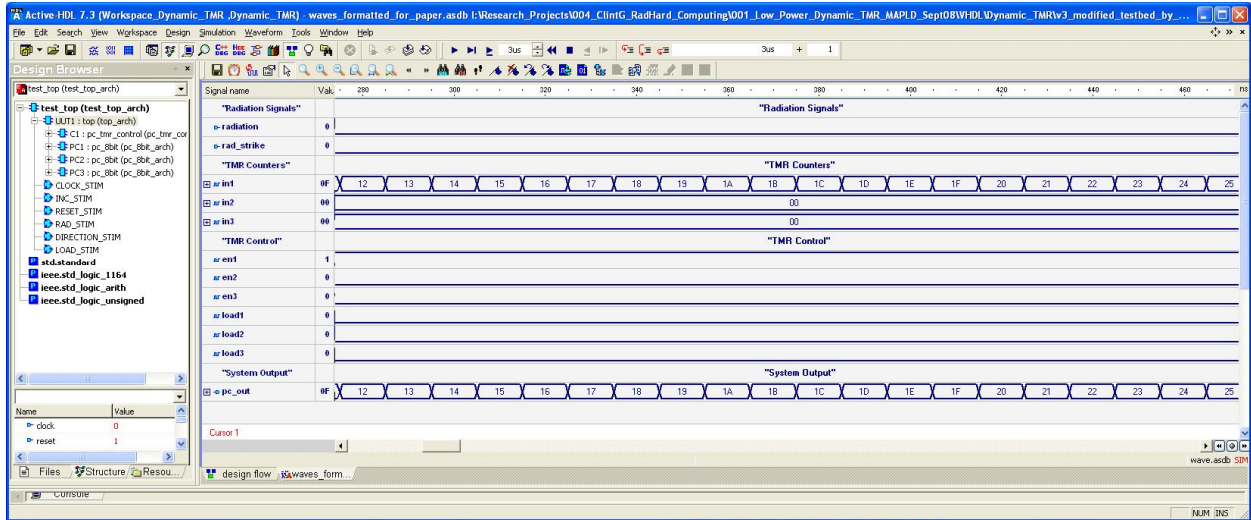 Active-HDL 7.3 (Workspace_Dynamic_TMR ,Dynamic_TMR) - waves_formatted_for_paper.asdb I:\Research_Projects\004_ClintG_RadHard_Computing\001_Low_Power_Dynamic_TMR_MAPLD_Sept08\VHDL\Dynamic_TMR\v3_modified_testbed_by_...
File Edit Search View Workspace Design Simulation Waveform Tools Window Help
3us 3us + 1
Design Browser
test_top (test_top_arch)
test_top (test_top_arch)
UUT1 : top (top_arch)
C1 : pc_tmr_control (pc_tmr_cor
PC1 : pc_8bit (pc_8bit_arch)
PC2 : pc_8bit (pc_8bit_arch)
PC3 : pc_8bit (pc_8bit_arch)
CLOCK_STIM
INC_STIM
RESET_STIM
RAD_STIM
DIRECTION_STIM
LOAD_STIM
std.standard
ieee.std_logic_1164
ieee.std_logic_arith
ieee.std_logic_unsigned
Name Value
clock 0
reset 1
Files Structure Resou...
Signal name 280 300 320 340 360 380 400 420 440 460 ns
"Radiation Signals" "Radiation Signals"
radiation 0
rad_strike 0
"TMR Counters" "TMR Counters"
in1 0F 12 13 14 15 16 17 18 19 1A 1B 1C 1D 1E 1F 20 21 22 23 24 25
in2 00 00
in3 00 00
"TMR Control" "TMR Control"
en1 1
en2 0
en3 0
load1 0
load2 0
load3 0
"System Output" "System Output"
pc_out 0F 12 13 14 15 16 17 18 19 1A 1B 1C 1D 1E 1F 20 21 22 23 24 25
Cursor 1
wave.asdb SIM
design flow waves_form...
Console
NUM INS